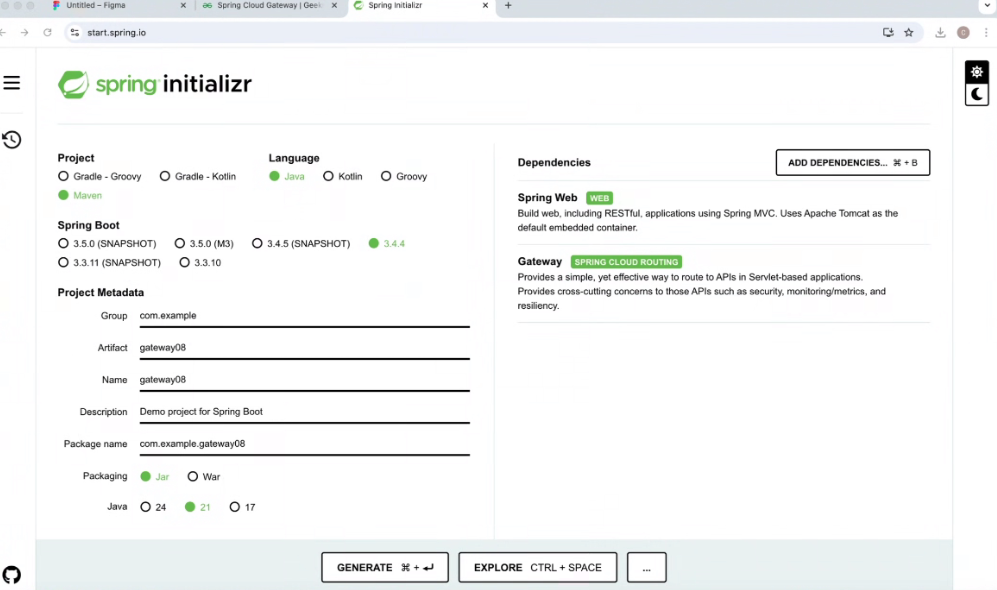 Untitled – Figma
Spring Cloud Gateway | Geek
Spring Initializr
start.spring.io
C
spring initializr
Project
Gradle - Groovy Gradle - Kotlin
Maven
Language
Java Kotlin Groovy
Spring Boot
3.5.0 (SNAPSHOT) 3.5.0 (M3) 3.4.5 (SNAPSHOT) 3.4.4
3.3.11 (SNAPSHOT) 3.3.10
Project Metadata
Group com.example
Artifact gateway08
Name gateway08
Description Demo project for Spring Boot
Package name com.example.gateway08
Packaging Jar War
Java 24 21 17
Dependencies
ADD DEPENDENCIES... ⌘ + B
Spring Web WEB
Build web, including RESTful, applications using Spring MVC. Uses Apache Tomcat as the
default embedded container.
Gateway SPRING CLOUD ROUTING
Provides a simple, yet effective way to route to APIs in Servlet-based applications.
Provides cross-cutting concerns to those APIs such as security, monitoring/metrics, and
resiliency.
GENERATE ⌘ + ↵
EXPLORE CTRL + SPACE
...